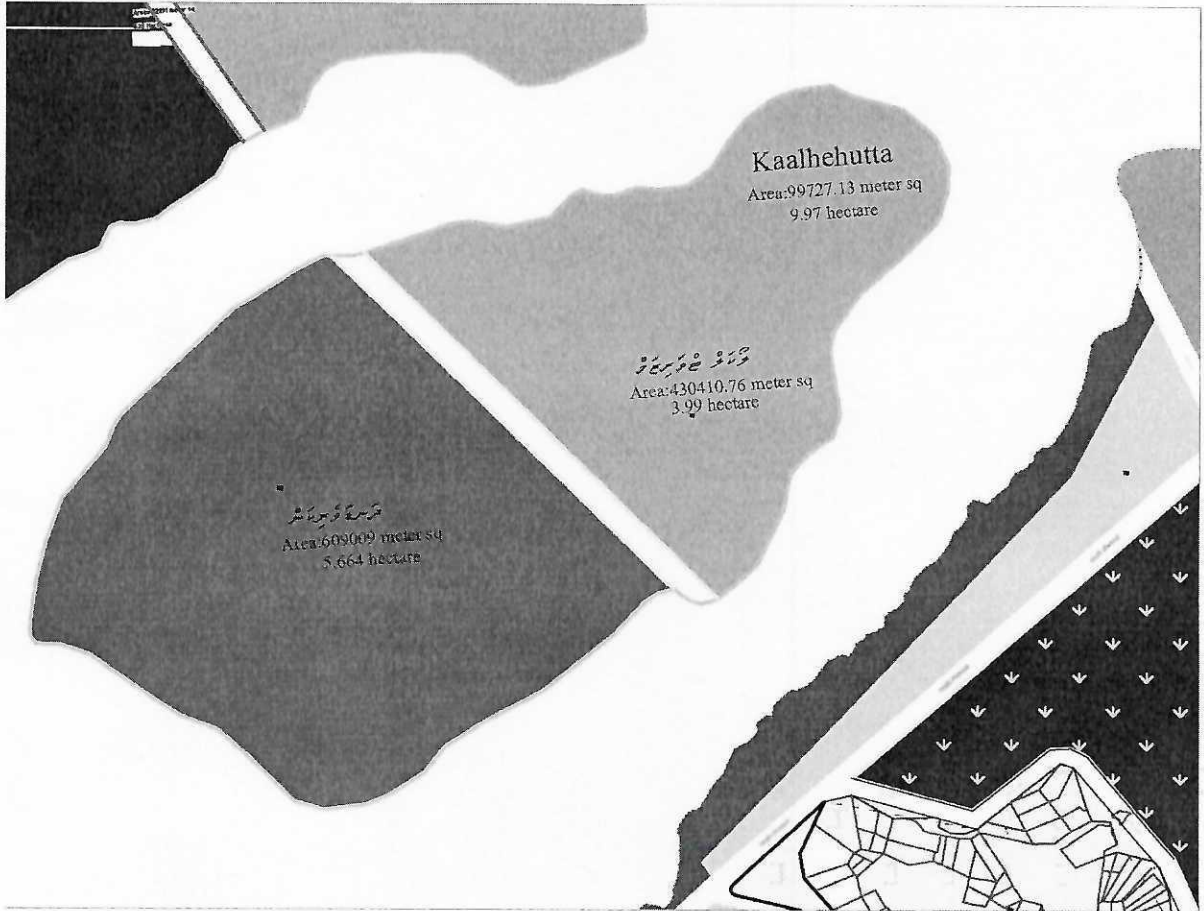 Kaalhehutta
Area:99727.13 meter sq
9.97 hectare
ލޯކަލް ޓްވަރިޒަމް
Area:430410.76 meter sq
3.99 hectare
Area:609009 meter sq
5.664 hectare